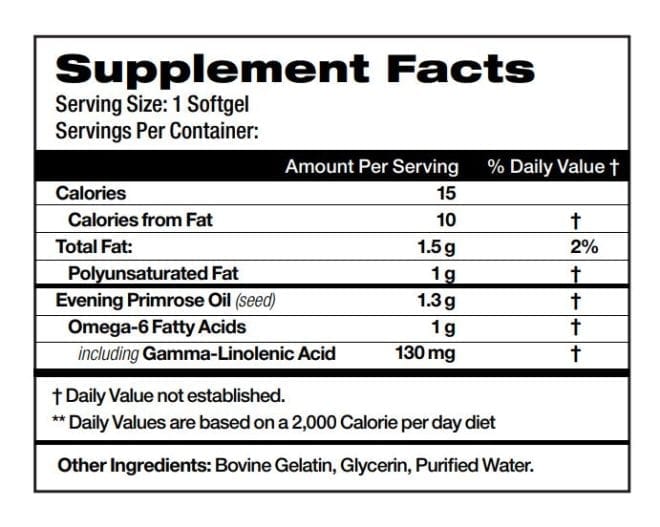 Supplement Facts
Serving Size: 1 Softgel
Servings Per Container:
Amount Per Serving % Daily Value †
Calories 15
Calories from Fat 10 †
Total Fat: 1.5 g 2%
Polyunsaturated Fat 1 g †
Evening Primrose Oil (seed) 1.3 g †
Omega-6 Fatty Acids 1 g †
including Gamma-Linolenic Acid 130 mg †
† Daily Value not established.
** Daily Values are based on a 2,000 Calorie per day diet
Other Ingredients: Bovine Gelatin, Glycerin, Purified Water.